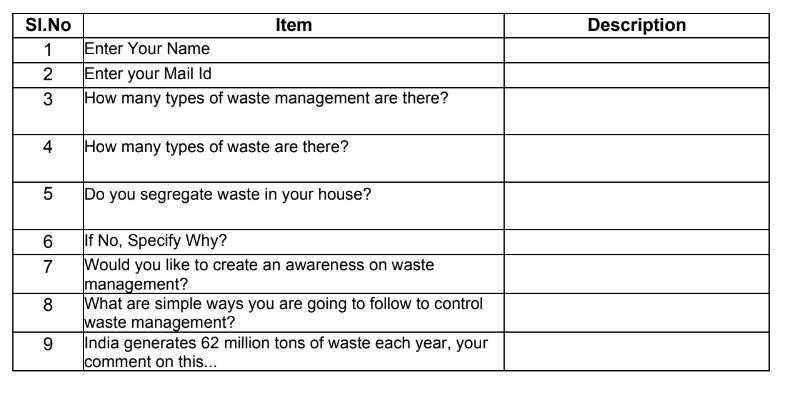 Sl.No Item Description
1 Enter Your Name
2 Enter your Mail Id
3 How many types of waste management are there?
4 How many types of waste are there?
5 Do you segregate waste in your house?
6 If No, Specify Why?
7 Would you like to create an awareness on waste
management?
8 What are simple ways you are going to follow to control
waste management?
9 India generates 62 million tons of waste each year, your
comment on this...